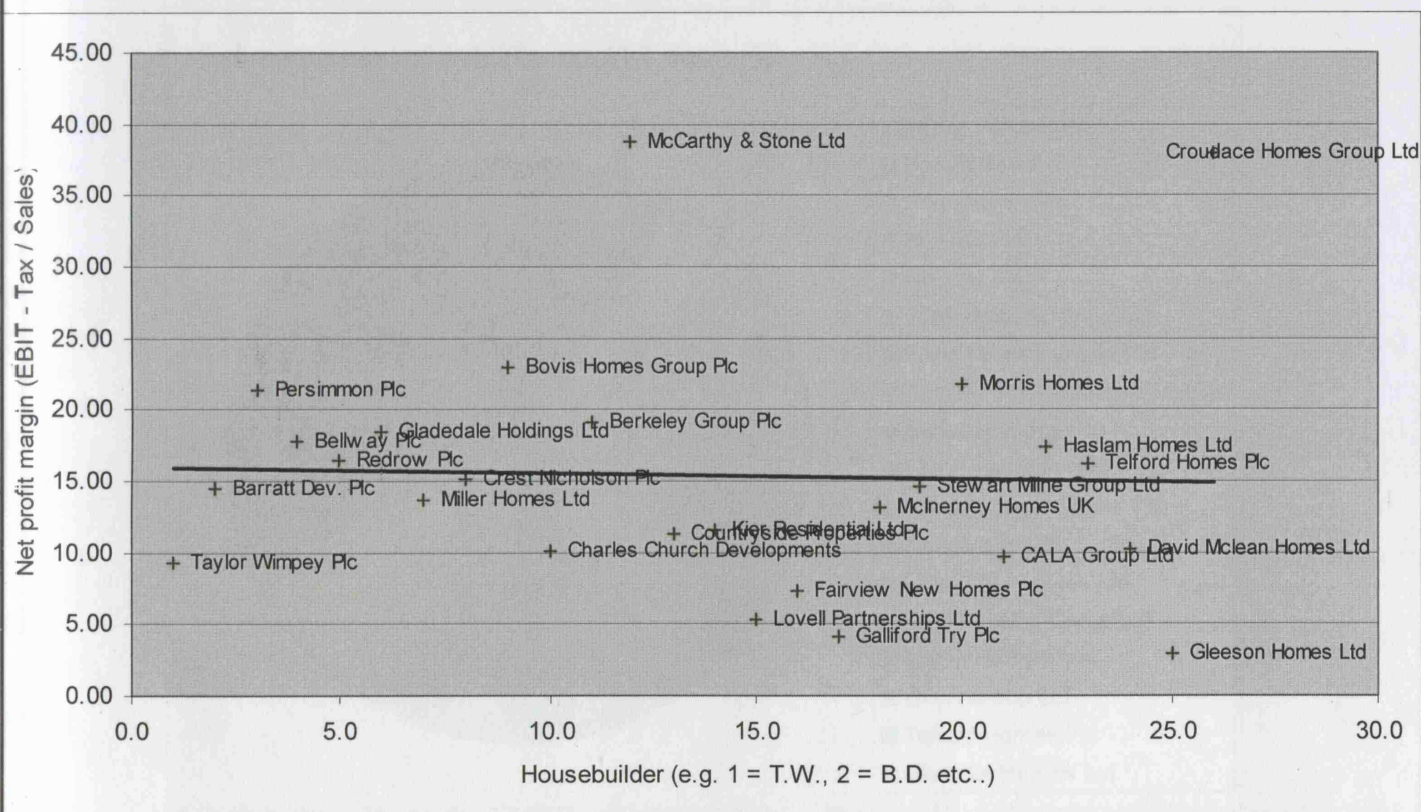 45.00
40.00
35.00
30.00
25.00
20.00
15.00
10.00
5.00
0.00
Net profit margin (EBIT - Tax / Sales)
McCarthy & Stone Ltd
Croudace Homes Group Ltd
Bovis Homes Group Plc
Persimmon Plc
Morris Homes Ltd
Berkeley Group Plc
Gladedale Holdings Ltd
Bellway Plc
Haslam Homes Ltd
Redrow Plc
Telford Homes Plc
Crest Nicholson Plc
Barratt Dev. Plc
Stewart Milne Group Ltd
Miller Homes Ltd
McInerney Homes UK
Kier Residential Ltd
Countryside Properties Plc
Charles Church Developments
David Mclean Homes Ltd
CALA Group Ltd
Taylor Wimpey Plc
Fairview New Homes Plc
Lovell Partnerships Ltd
Galliford Try Plc
Gleeson Homes Ltd
0.0 5.0 10.0 15.0 20.0 25.0 30.0
Housebuilder (e.g. 1 = T.W., 2 = B.D. etc..)